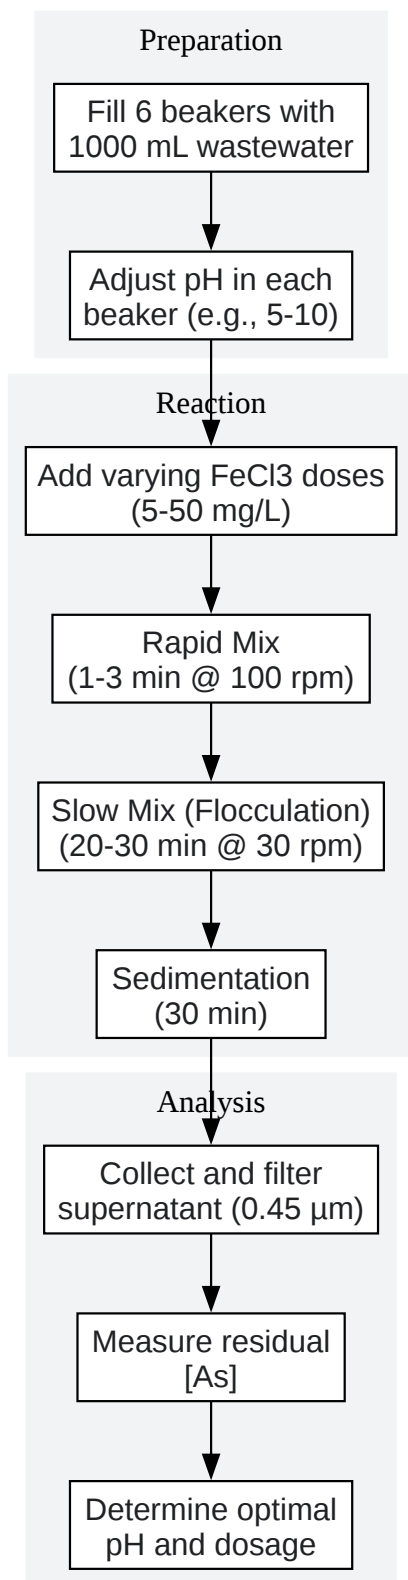 Preparation
Fill 6 beakers with
1000 mL wastewater
Adjust pH in each
beaker (e.g., 5-10)
Reaction
Add varying FeCl3 doses
(5-50 mg/L)
Rapid Mix
(1-3 min @ 100 rpm)
Slow Mix (Flocculation)
(20-30 min @ 30 rpm)
Sedimentation
(30 min)
Analysis
Collect and filter
supernatant (0.45 µm)
Measure residual
[As]
Determine optimal
pH and dosage